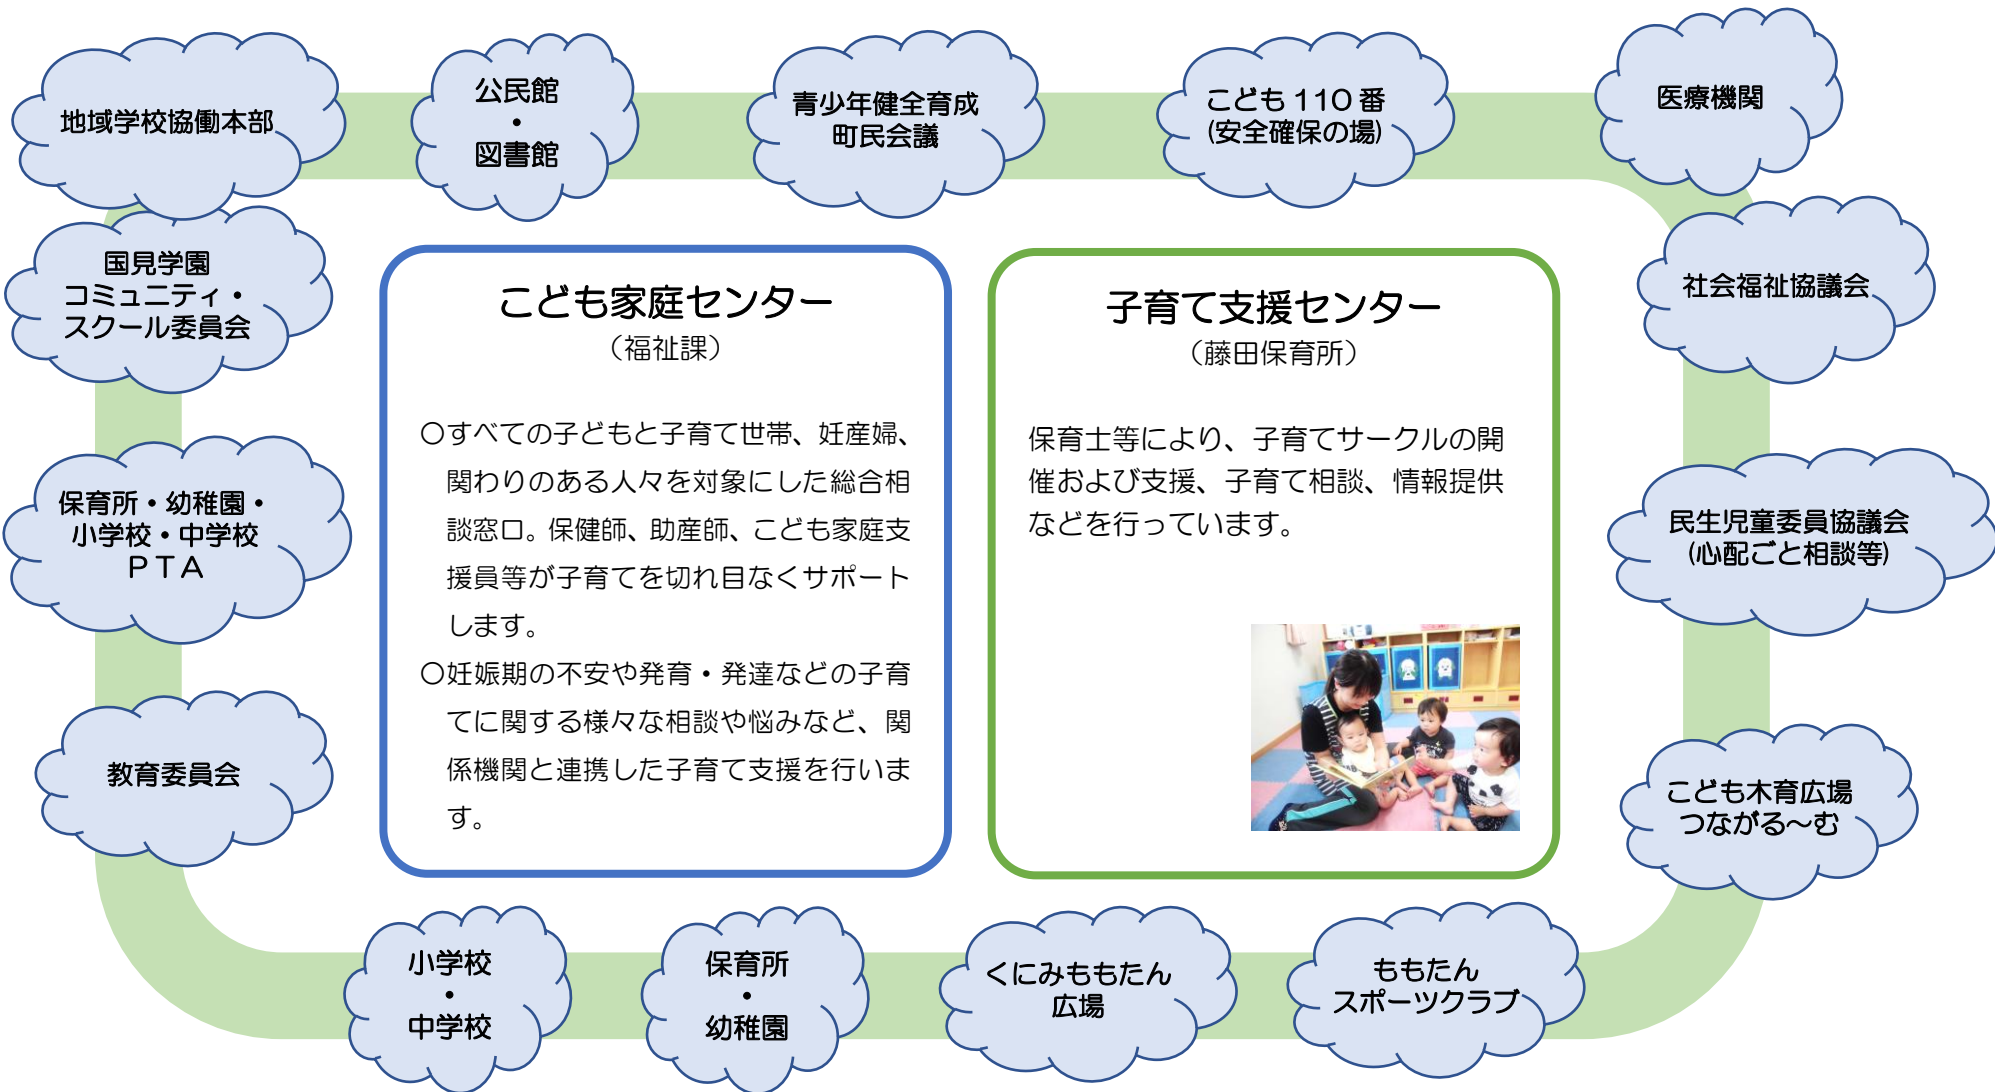 地域学校協働本部
公民館
・
図書館
青少年健全育成
町民会議
こども110番
(安全確保の場)
医療機関
国見学園
コミュニティ・
スクール委員会
社会福祉協議会
保育所・幼稚園・
小学校・中学校
PTA
民生児童委員協議会
(心配ごと相談等)
教育委員会
こども木育広場
つながる～む
こども家庭センター
（福祉課）
〇すべての子どもと子育て世帯、妊産婦、
関わりのある人々を対象にした総合相
談窓口。保健師、助産師、こども家庭支
援員等が子育てを切れ目なくサポート
します。
〇妊娠期の不安や発育・発達などの子育
てに関する様々な相談や悩みなど、関
係機関と連携した子育て支援を行いま
す。
子育て支援センター
（藤田保育所）
保育士等により、子育てサークルの開
催および支援、子育て相談、情報提供
などを行っています。
小学校
・
中学校
保育所
・
幼稚園
くにみももたん
広場
ももたん
スポーツクラブ